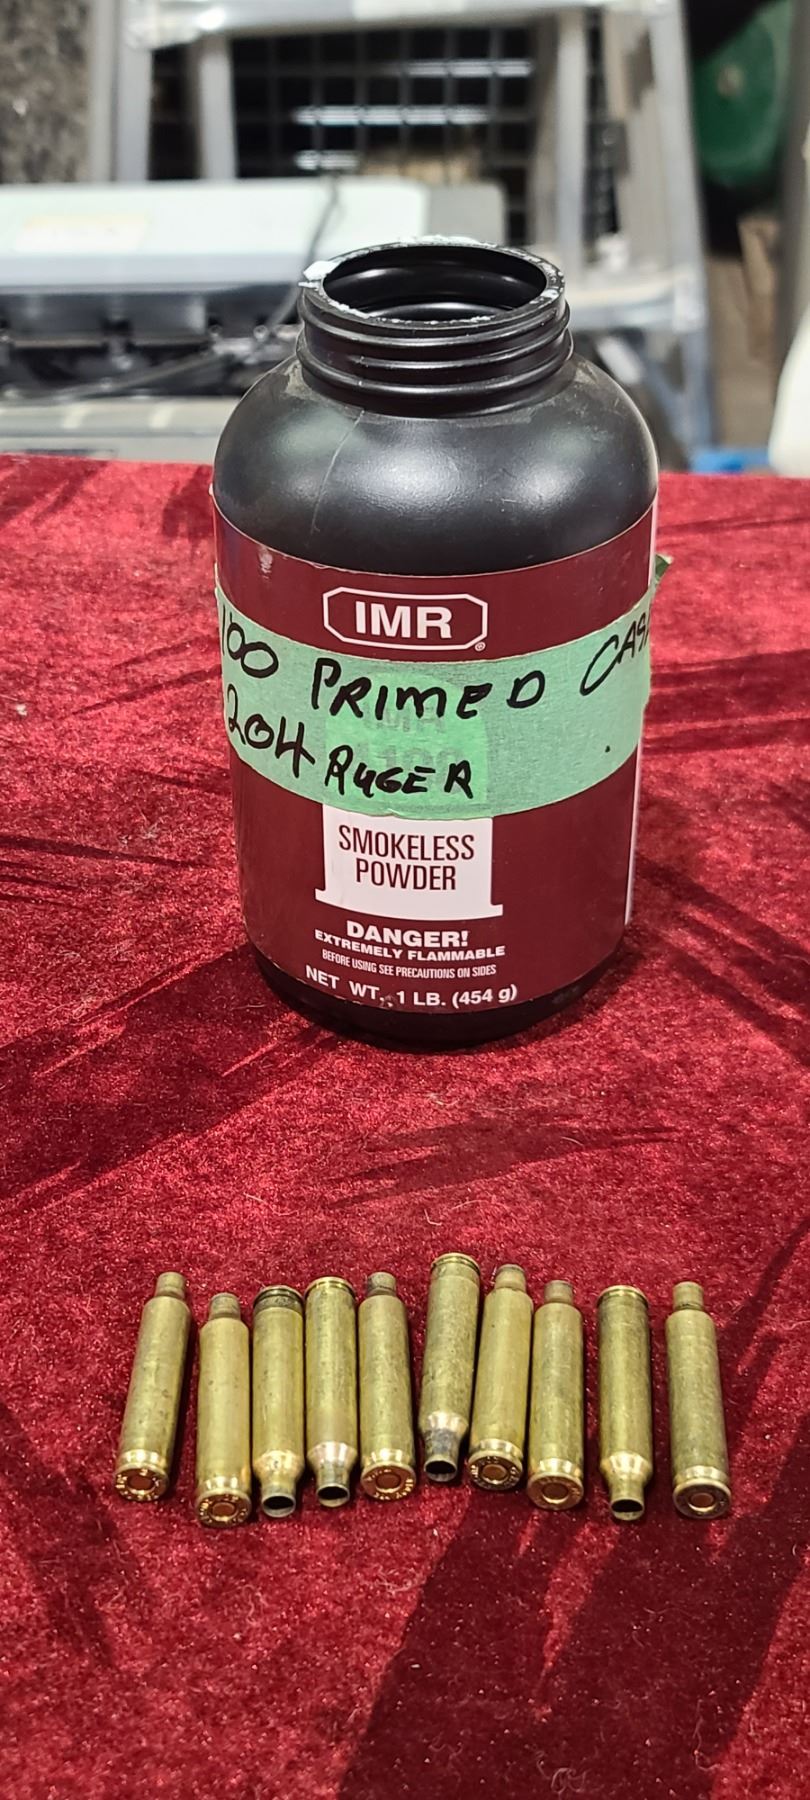 IMR
100 PRIMED CAS
204 RUGER
SMOKELESS
POWDER
DANGER!
EXTREMELY FLAMMABLE
BEFORE USING SEE PRECAUTIONS ON SIDES
NET WT. 1 LB. (454 g)